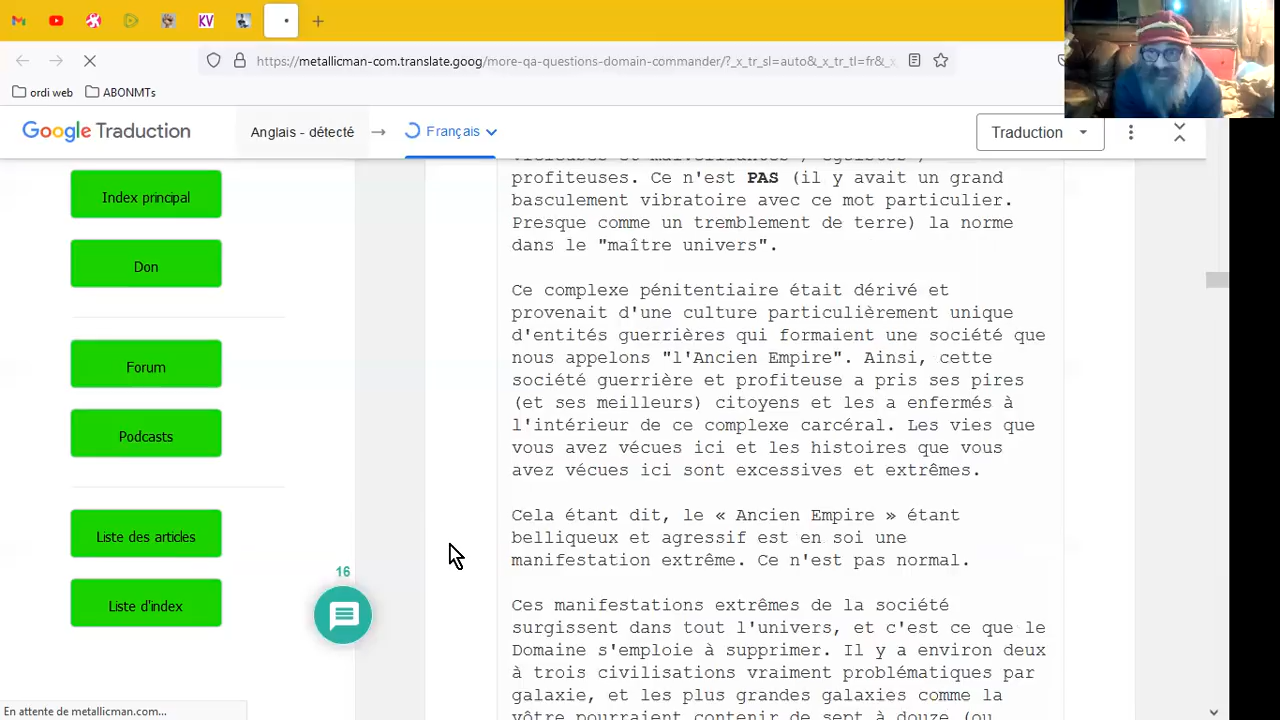 KV
https://metallicman-com.translate.goog/more-qa-questions-domain-commander/?_x_tr_sl=auto&_x_tr_tl=fr&_x_
ordi web
ABONMTs
Google Traduction
Anglais - détecté
Français
Traduction
Index principal
Don
Forum
Podcasts
Liste des articles
Liste d'index
16
profiteuses. Ce n'est PAS (il y avait un grand
basculement vibratoire avec ce mot particulier.
Presque comme un tremblement de terre) la norme
dans le "maître univers".
Ce complexe pénitentiaire était dérivé et
provenait d'une culture particulièrement unique
d'entités guerrières qui formaient une société que
nous appelons "l'Ancien Empire". Ainsi, cette
société guerrière et profiteuse a pris ses pires
(et ses meilleurs) citoyens et les a enfermés à
l'intérieur de ce complexe carcéral. Les vies que
vous avez vécues ici et les histoires que vous
avez vécues ici sont excessives et extrêmes.
Cela étant dit, le « Ancien Empire » étant
belliqueux et agressif est en soi une
manifestation extrême. Ce n'est pas normal.
Ces manifestations extrêmes de la société
surgissent dans tout l'univers, et c'est ce que le
Domaine s'emploie à supprimer. Il y a environ deux
à trois civilisations vraiment problématiques par
galaxie, et les plus grandes galaxies comme la
vôtre pourraient contenir de sept à douze (ou
En attente de metallicman.com...